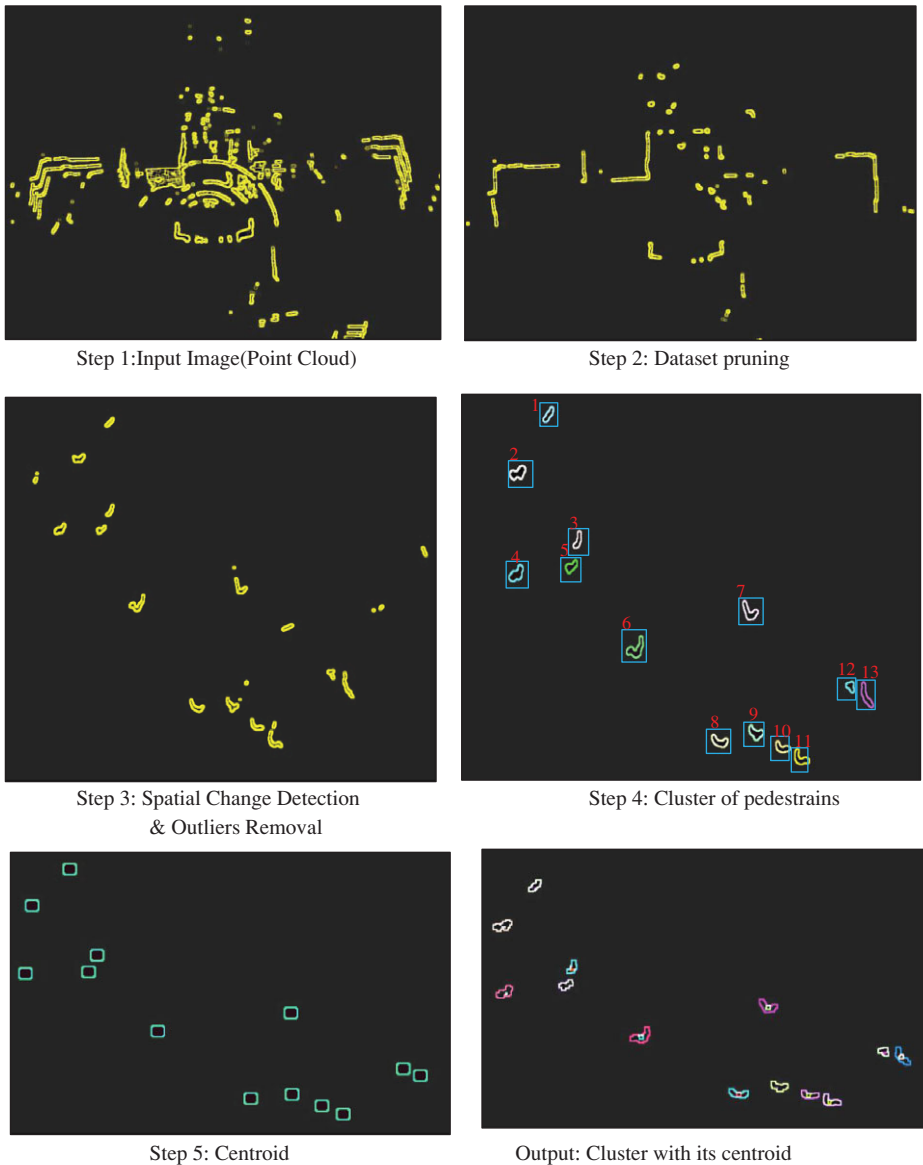 Step 1:Input Image(Point Cloud)
Step 2: Dataset pruning
1
2
3
4
5
6
7
8
9
10
11
12
13
Step 3: Spatial Change Detection
& Outliers Removal
Step 4: Cluster of pedestrains
Step 5: Centroid
Output: Cluster with its centroid